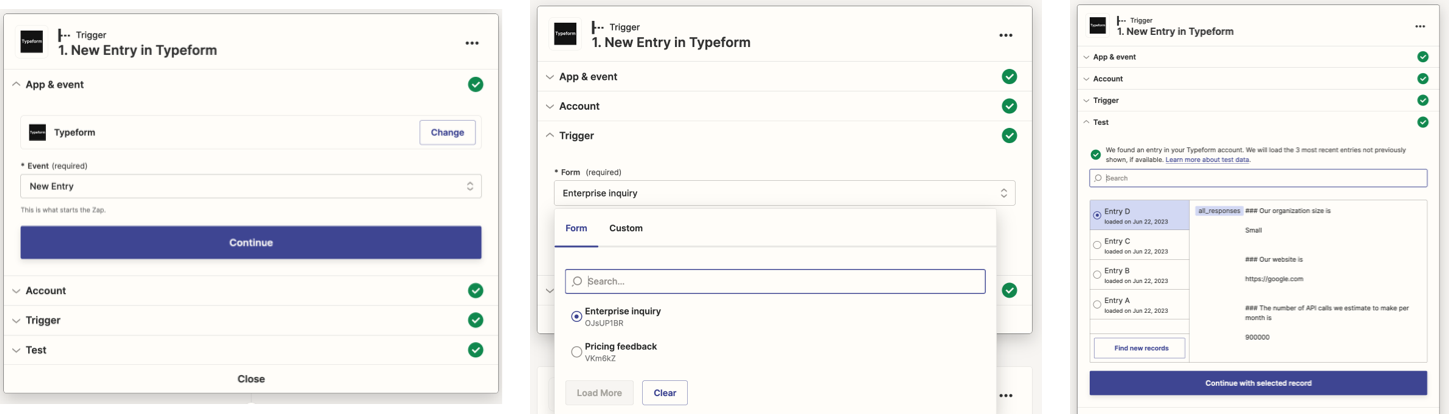 Typeform
Trigger
1. New Entry in Typeform
App & event
Typeform
Typeform
Change
* Event (required)
New Entry
This is what starts the Zap.
Continue
Account
Trigger
Test
Close
Typeform
Trigger
1. New Entry in Typeform
App & event
Account
Trigger
* Form (required)
Enterprise inquiry
Form
Custom
Search...
Enterprise inquiry
OJsUP1BR
Pricing feedback
VKm6kZ
Load More
Clear
Typeform
Trigger
1. New Entry in Typeform
App & event
Account
Trigger
Test
We found an entry in your Typeform account. We will load the 3 most recent entries not previously
shown, if available. Learn more about test data.
Search
Entry D
loaded on Jun 22, 2023
Entry C
loaded on Jun 22, 2023
Entry B
loaded on Jun 22, 2023
Entry A
loaded on Jun 22, 2023
Find new records
all_responses ### Our organization size is
Small
### Our website is
https://google.com
### The number of API calls we estimate to make per
month is
900000
Continue with selected record